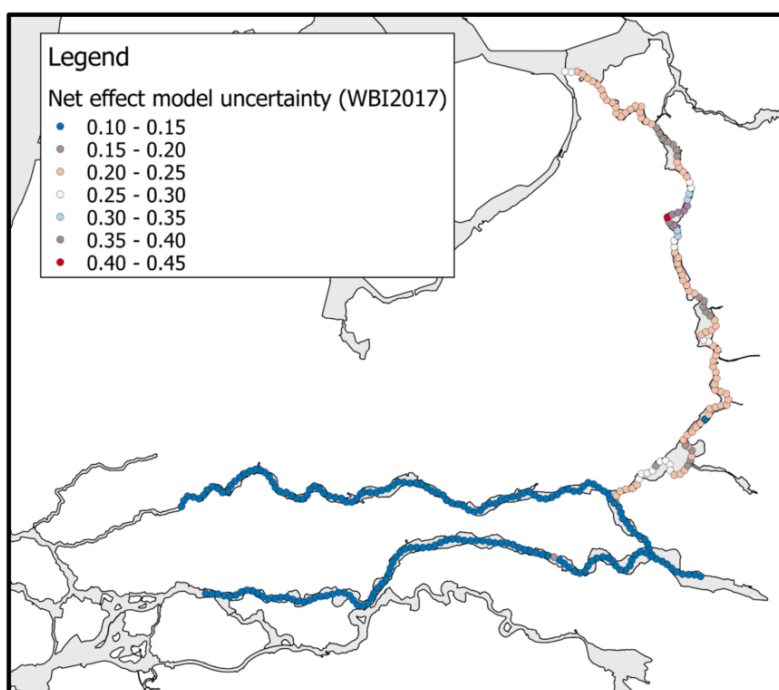 Legend
Net effect model uncertainty (WBI2017)
0.10 - 0.15
0.15 - 0.20
0.20 - 0.25
0.25 - 0.30
0.30 - 0.35
0.35 - 0.40
0.40 - 0.45